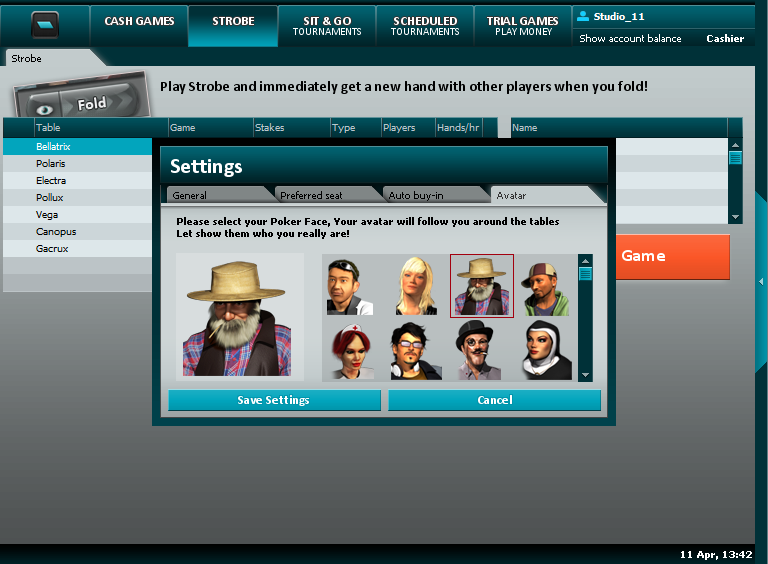 CASH GAMES
STROBE
SIT & GO
TOURNAMENTS
SCHEDULED
TOURNAMENTS
TRIAL GAMES
PLAY MONEY
Studio_11
Show account balance
Cashier
Strobe
Fold
Play Strobe and immediately get a new hand with other players when you fold!
Table
Game
Stakes
Type
Players
Hands/hr
Name
Bellatrix
Polaris
Electra
Pollux
Vega
Canopus
Gacrux
Settings
General
Preferred seat
Auto buy-in
Avatar
Please select your Poker Face, Your avatar will follow you around the tables
Let show them who you really are!
Game
Save Settings
Cancel
11 Apr, 13:42